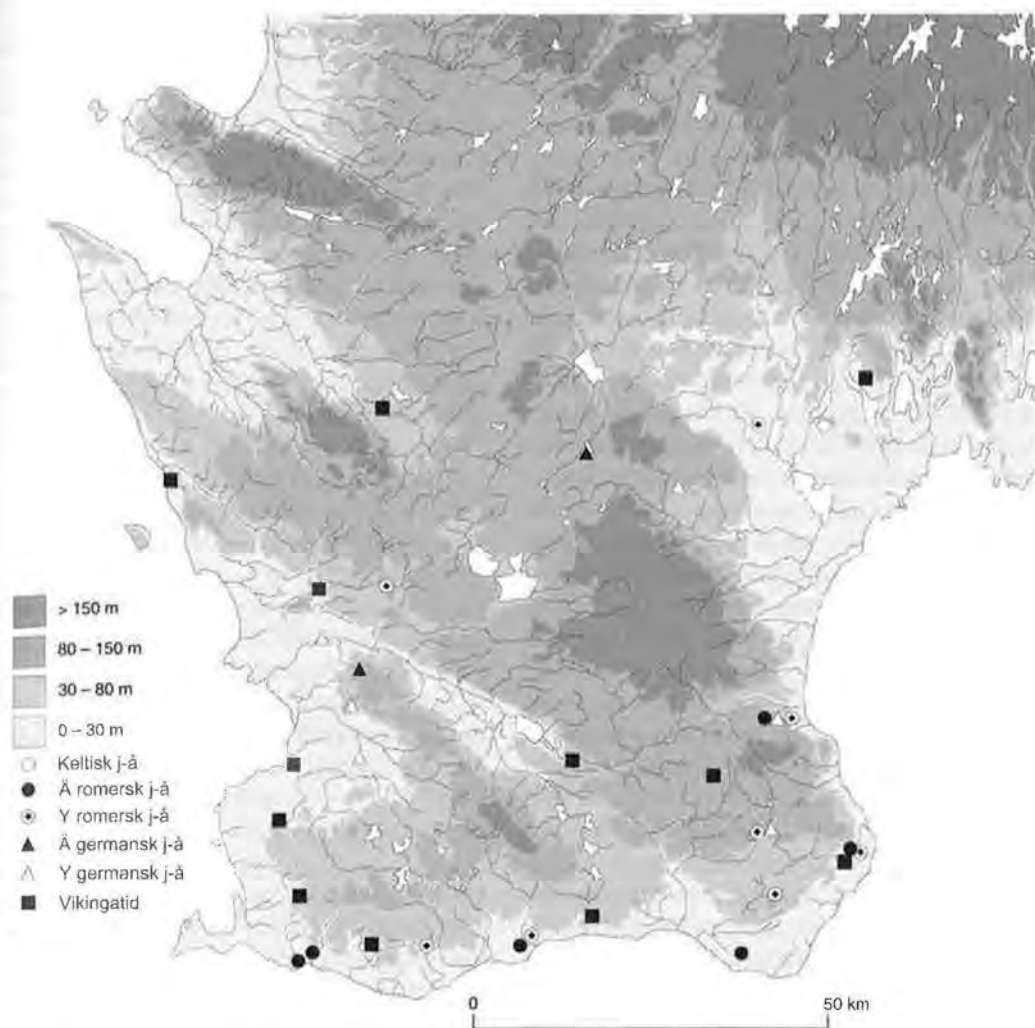 > 150 m
80 – 150 m
30 – 80 m
0 – 30 m
Keltisk j-å
Ä romersk j-å
Y romersk j-å
Ä germansk j-å
Y germansk j-å
Vikingatid
0 50 km